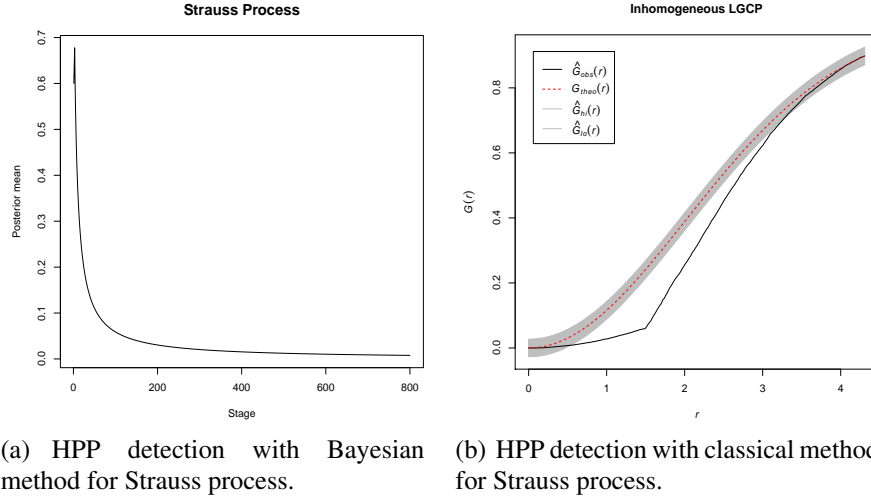 Strauss Process
Posterior mean
0.7
0.6
0.5
0.4
0.3
0.2
0.1
0.0
0 200 400 600 800
Stage
Inhomogeneous LGCP
G(r)
0.8
0.6
0.4
0.2
0.0
Ĝobs(r)
Gtheo(r)
Ĝhi(r)
Ĝlo(r)
0 1 2 3 4
r
(a) HPP detection with Bayesian
method for Strauss process.
(b) HPP detection with classical method
for Strauss process.